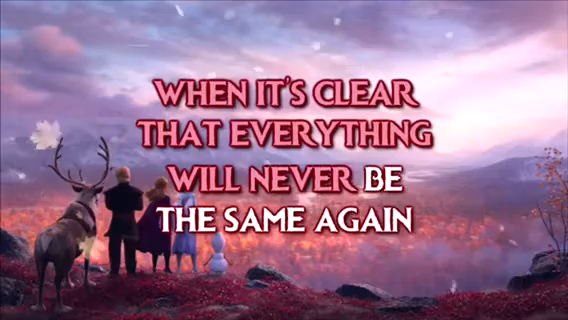 WHEN IT'S CLEAR
THAT EVERYTHING
WILL NEVER BE
THE SAME AGAIN